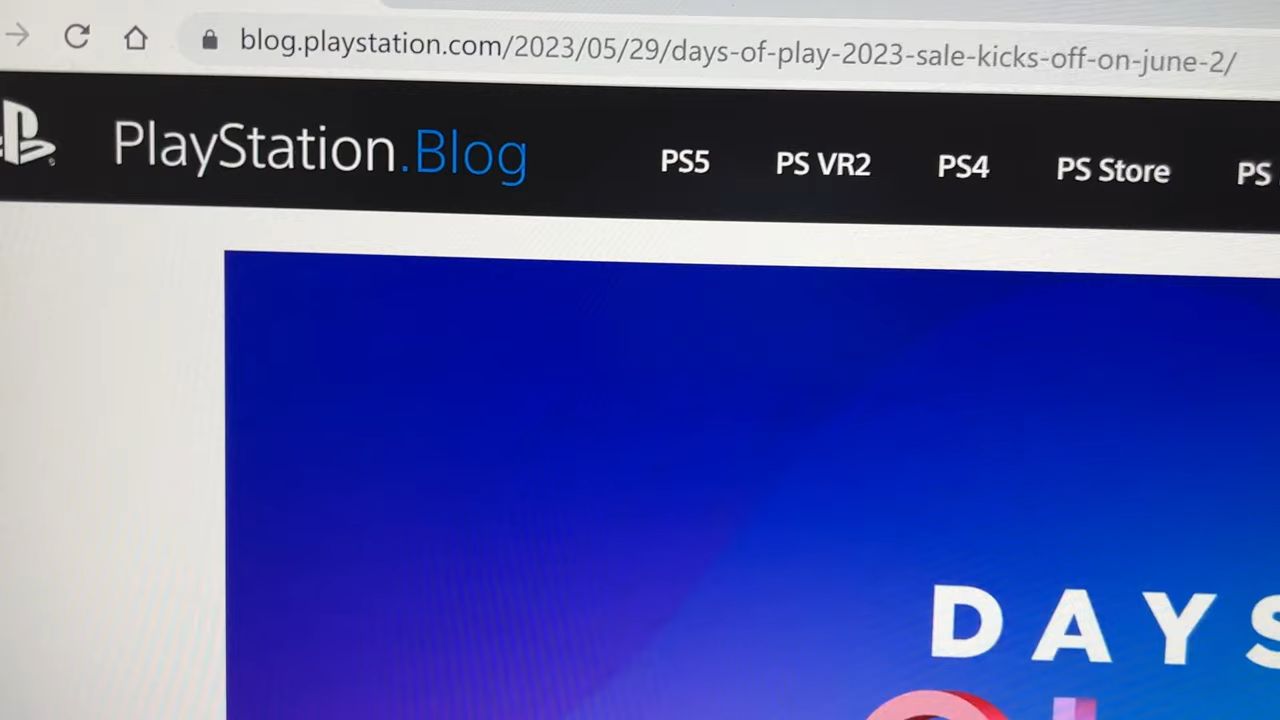 blog.playstation.com/2023/05/29/days-of-play-2023-sale-kicks-off-on-june-2/
PlayStation.Blog PS5 PS VR2 PS4 PS Store PS
DAYS